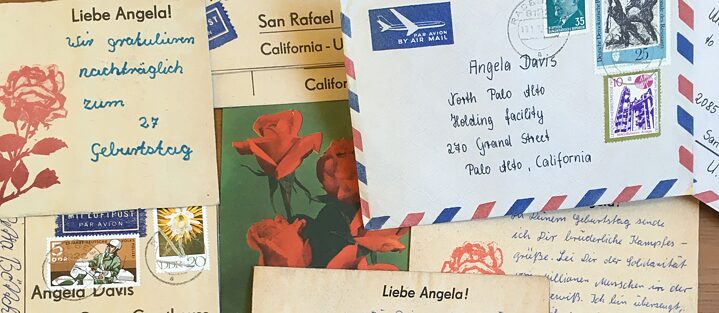 Liebe Angela!
Wir gratulieren
nachträglich
zum
27
Geburtstag
San Rafael
California - U
Califor
PAR AVION
BY AIR MAIL
35
25
10
Angela Davis
North Palo Alto
Holding facility
270 Grand Street
Palo Alto, California
2085
San
U.
MIT LUFTPOST
PAR AVION
DDR 20
Angela Davis
Liebe Angela!
Zu Deinem Geburtstag sende
ich Dir brüderliche Kampfes-
grüße. Sei Dir der Solidarität
Millionen Menschen in der
gewiß. Ich bin überzeugt,